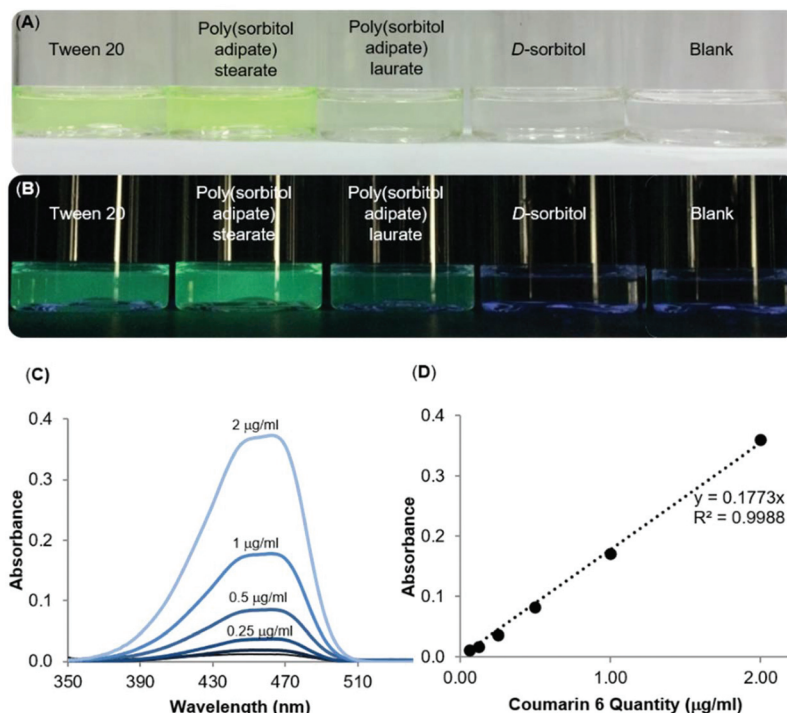 (A)
Tween 20
Poly(sorbitol
adipate)
stearate
Poly(sorbitol
adipate)
laurate
D-sorbitol
Blank
(B)
Tween 20
Poly(sorbitol
adipate)
stearate
Poly(sorbitol
adipate)
laurate
D-sorbitol
Blank
(C)
Absorbance
0.4
0.3
0.2
0.1
0.0
2 µg/ml
1 µg/ml
0.5 µg/ml
0.25 µg/ml
350
390
430
470
510
Wavelength (nm)
(D)
Absorbance
0.4
0.3
0.2
0.1
0.0
y = 0.1773x
R² = 0.9988
0.00
1.00
2.00
Coumarin 6 Quantity (µg/ml)